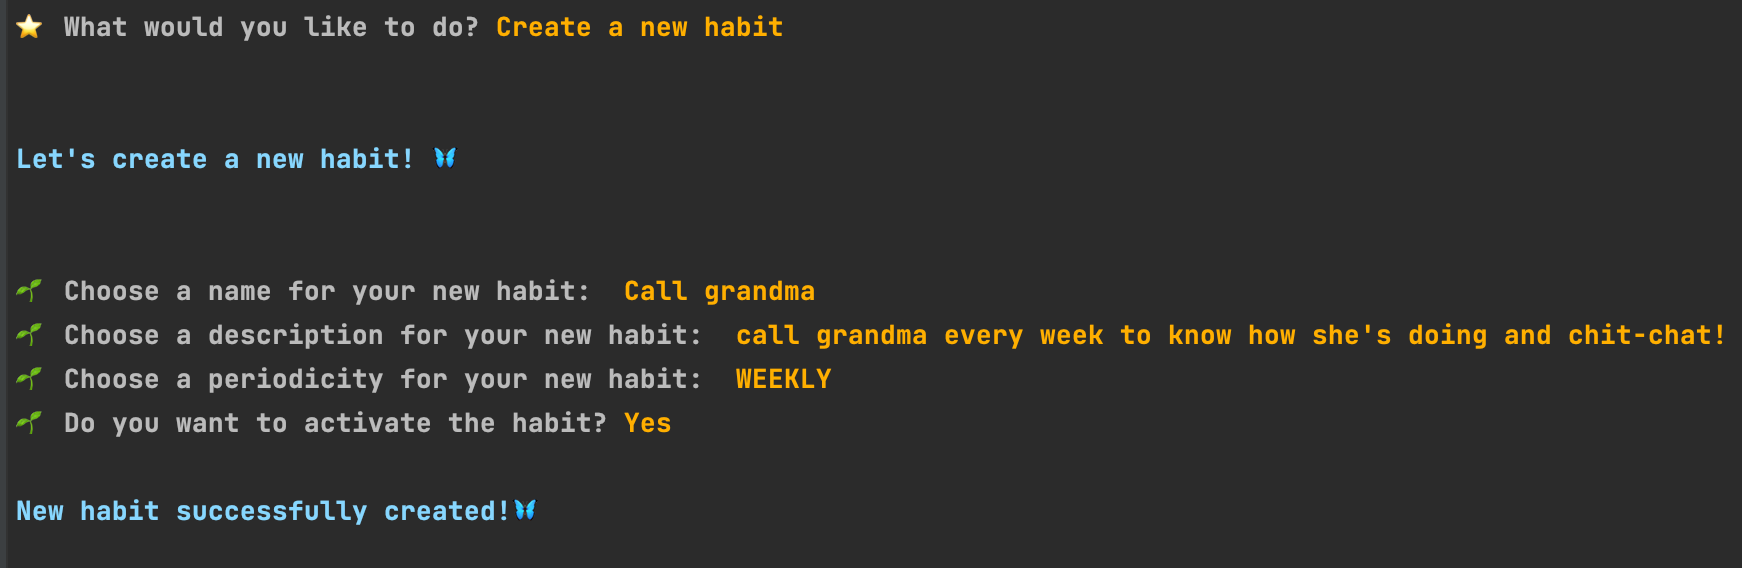 ⭐ What would you like to do? Create a new habit
Let's create a new habit! 🦋
🌱 Choose a name for your new habit:  Call grandma
🌱 Choose a description for your new habit:  call grandma every week to know how she's doing and chit-chat!
🌱 Choose a periodicity for your new habit:  WEEKLY
🌱 Do you want to activate the habit? Yes
New habit successfully created!🦋